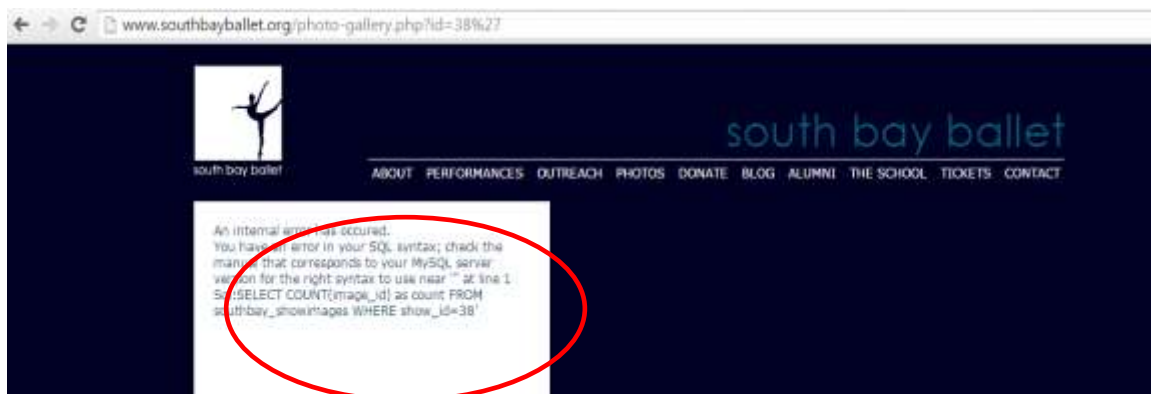 www.southbayballet.org/photo-gallery.php?id=38%27
south bay ballet
south bay ballet
ABOUT PERFORMANCES OUTREACH PHOTOS DONATE BLOG ALUMNI THE SCHOOL TICKETS CONTACT
An internal error has occured.
You have an error in your SQL syntax; check the
manual that corresponds to your MySQL server
version for the right syntax to use near ''' at line 1
SELECT COUNT(image_id) as count FROM
southbay_showimages WHERE show_id=38'